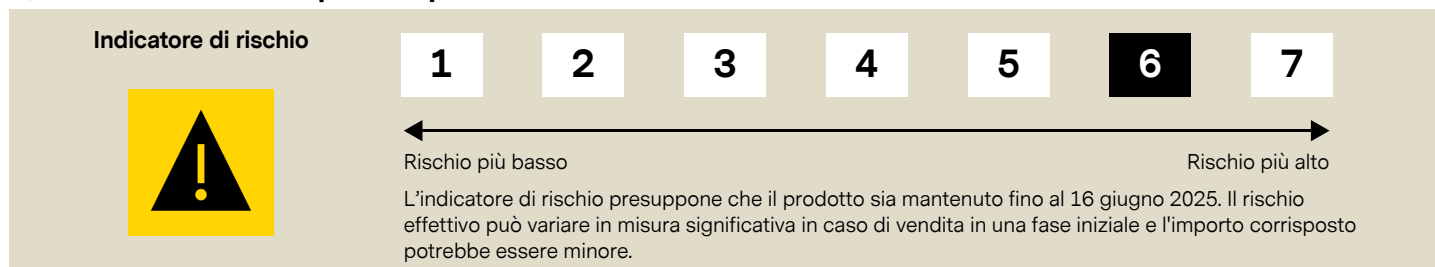 Indicatore di rischio
1 2 3 4 5 6 7
Rischio più basso Rischio più alto
L'indicatore di rischio presuppone che il prodotto sia mantenuto fino al 16 giugno 2025. Il rischio
effettivo può variare in misura significativa in caso di vendita in una fase iniziale e l'importo corrisposto
potrebbe essere minore.